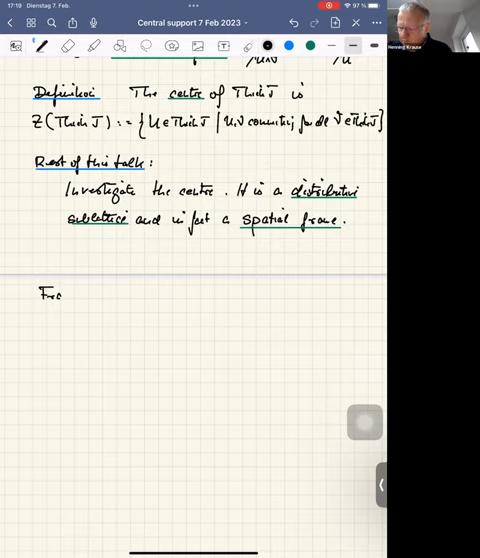 17:19 Dienstag 7. Feb. 97 %
Central support 7 Feb 2023
Henning Krause
Definition The centre of Thick T is
Z(Thick T) := {U ∈ Thick T | U, V commuting for all V ∈ Thick T}
Rest of this talk:
Investigate the centre. It is a distributive
sublattice and in fact a spatial frame.
Fra